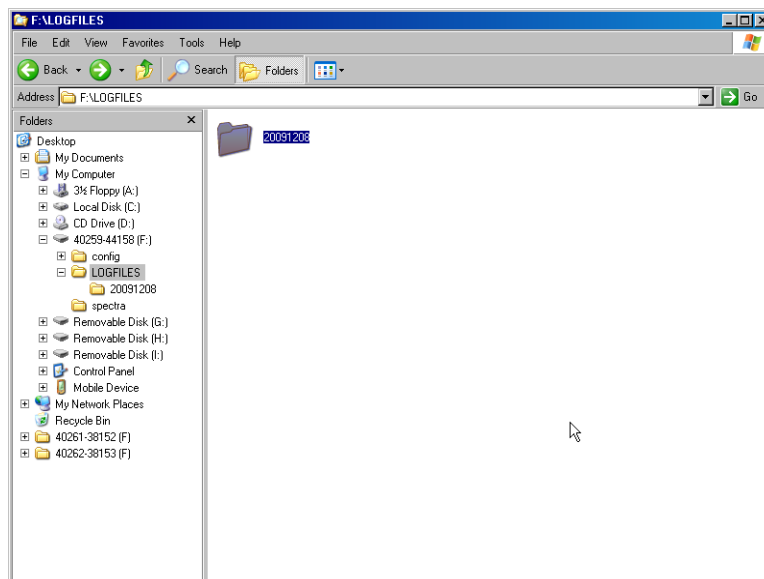 F:\LOGFILES
File Edit View Favorites Tools Help
Back Search Folders
Address F:\LOGFILES Go
Folders
Desktop
My Documents
My Computer
3½ Floppy (A:)
Local Disk (C:)
CD Drive (D:)
40259-44158 (F:)
config
LOGFILES
20091208
spectra
Removable Disk (G:)
Removable Disk (H:)
Removable Disk (I:)
Control Panel
Mobile Device
My Network Places
Recycle Bin
40261-38152 (F)
40262-38153 (F)
20091208